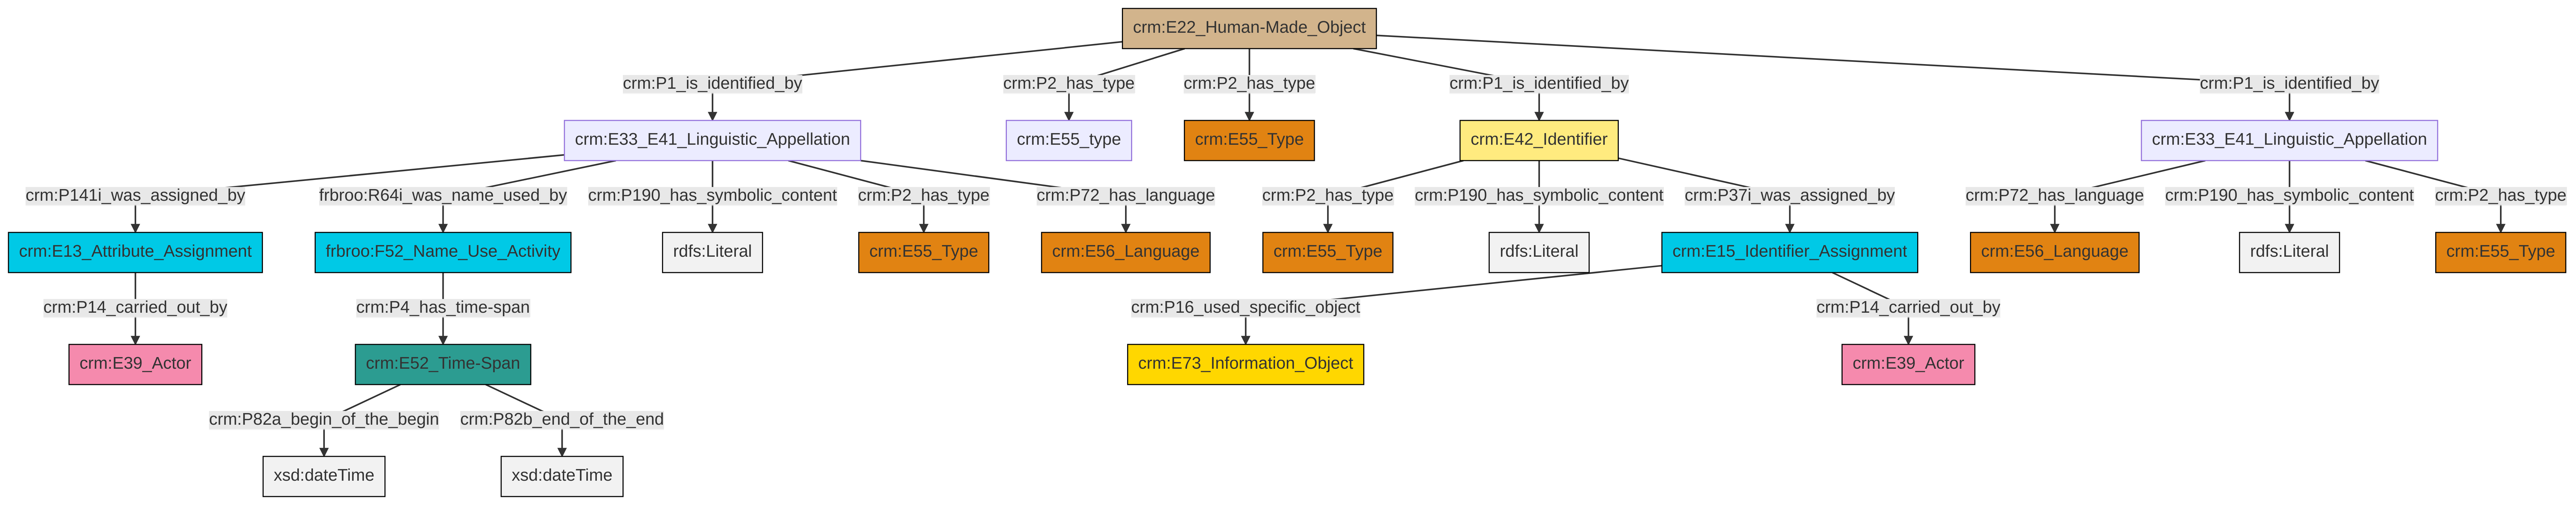 crm:E22_Human-Made_Object
crm:P1_is_identified_by
crm:P2_has_type
crm:P2_has_type
crm:P1_is_identified_by
crm:P1_is_identified_by
crm:E33_E41_Linguistic_Appellation
crm:E55_type
crm:E55_Type
crm:E42_Identifier
crm:E33_E41_Linguistic_Appellation
crm:P141i_was_assigned_by
frbroo:R64i_was_name_used_by
crm:P190_has_symbolic_content
crm:P2_has_type
crm:P72_has_language
crm:P2_has_type
crm:P190_has_symbolic_content
crm:P37i_was_assigned_by
crm:P72_has_language
crm:P190_has_symbolic_content
crm:P2_has_type
crm:E13_Attribute_Assignment
frbroo:F52_Name_Use_Activity
rdfs:Literal
crm:E55_Type
crm:E56_Language
crm:E55_Type
rdfs:Literal
crm:E15_Identifier_Assignment
crm:E56_Language
rdfs:Literal
crm:E55_Type
crm:P14_carried_out_by
crm:P4_has_time-span
crm:P16_used_specific_object
crm:P14_carried_out_by
crm:E39_Actor
crm:E52_Time-Span
crm:E73_Information_Object
crm:E39_Actor
crm:P82a_begin_of_the_begin
crm:P82b_end_of_the_end
xsd:dateTime
xsd:dateTime